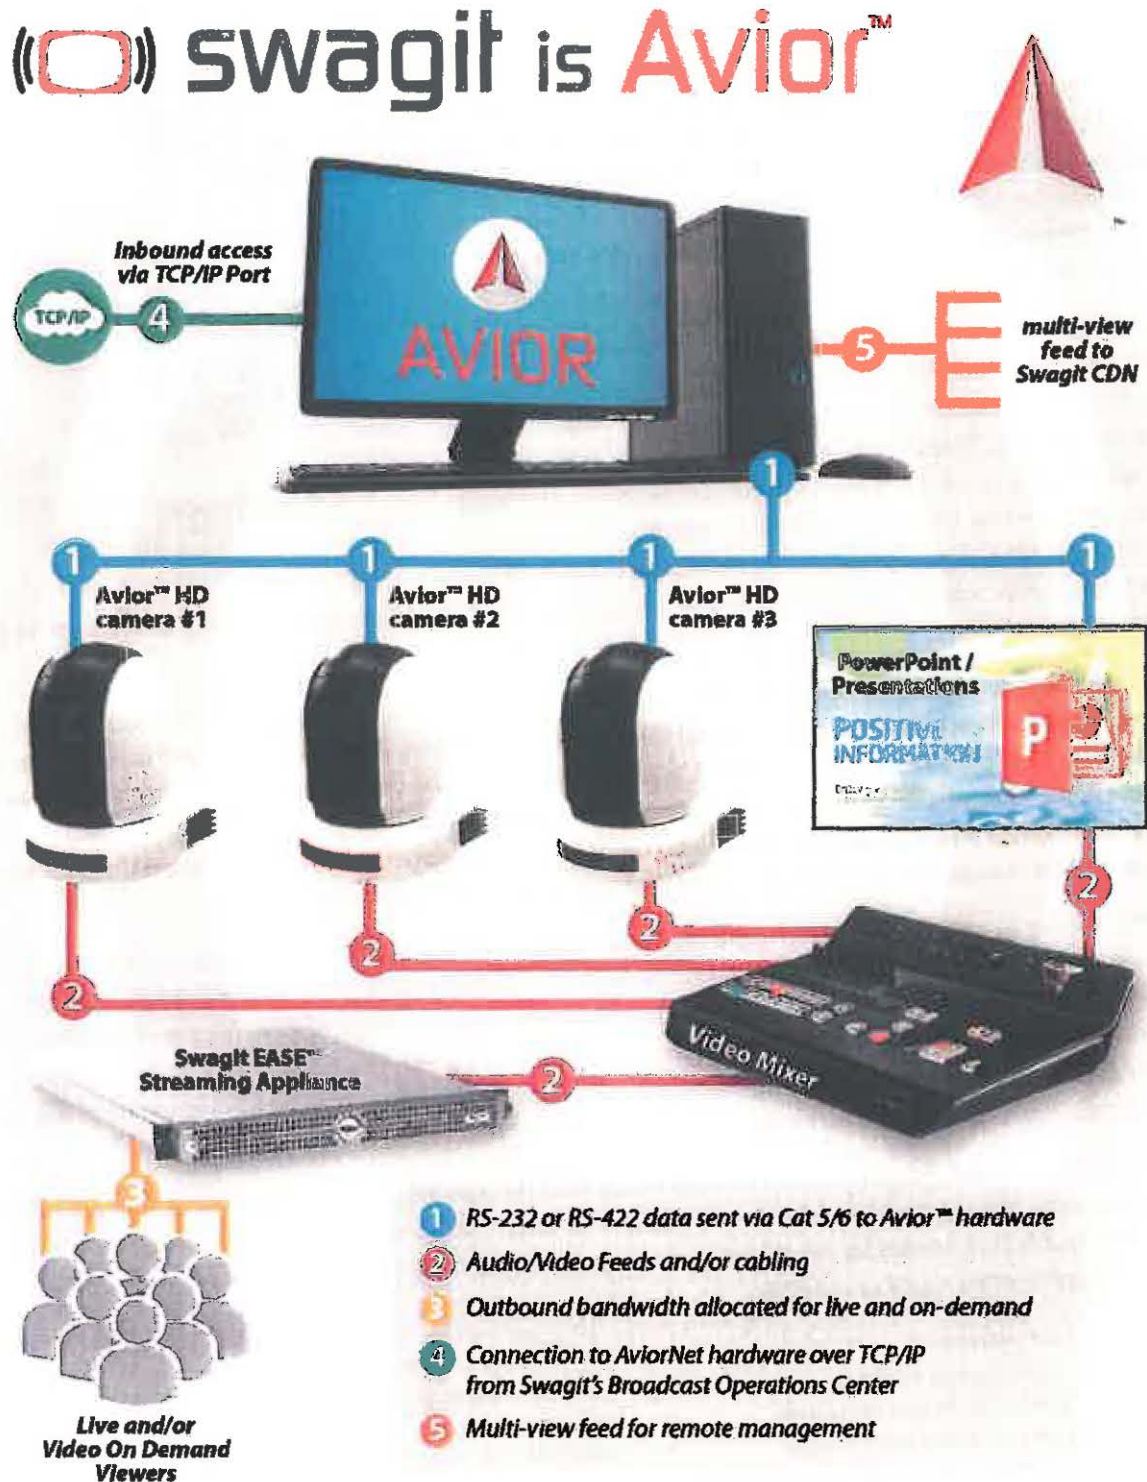 swagit is Avior™
Inbound access
via TCP/IP Port
TCP/IP
4
AVIOR
5
multi-view
feed to
Swagit CDN
1
1
1
1
1
Avior™ HD
camera #1
Avior™ HD
camera #2
Avior™ HD
camera #3
PowerPoint /
Presentations
POSITIVE
INFORMATION
P
2
2
2
2
Video Mixer
Swagit EASE™
Streaming Appliance
2
3
Live and/or
Video On Demand
Viewers
1 RS-232 or RS-422 data sent via Cat 5/6 to Avior™ hardware
2 Audio/Video Feeds and/or cabling
3 Outbound bandwidth allocated for live and on-demand
4 Connection to AviorNet hardware over TCP/IP
from Swagit's Broadcast Operations Center
5 Multi-view feed for remote management